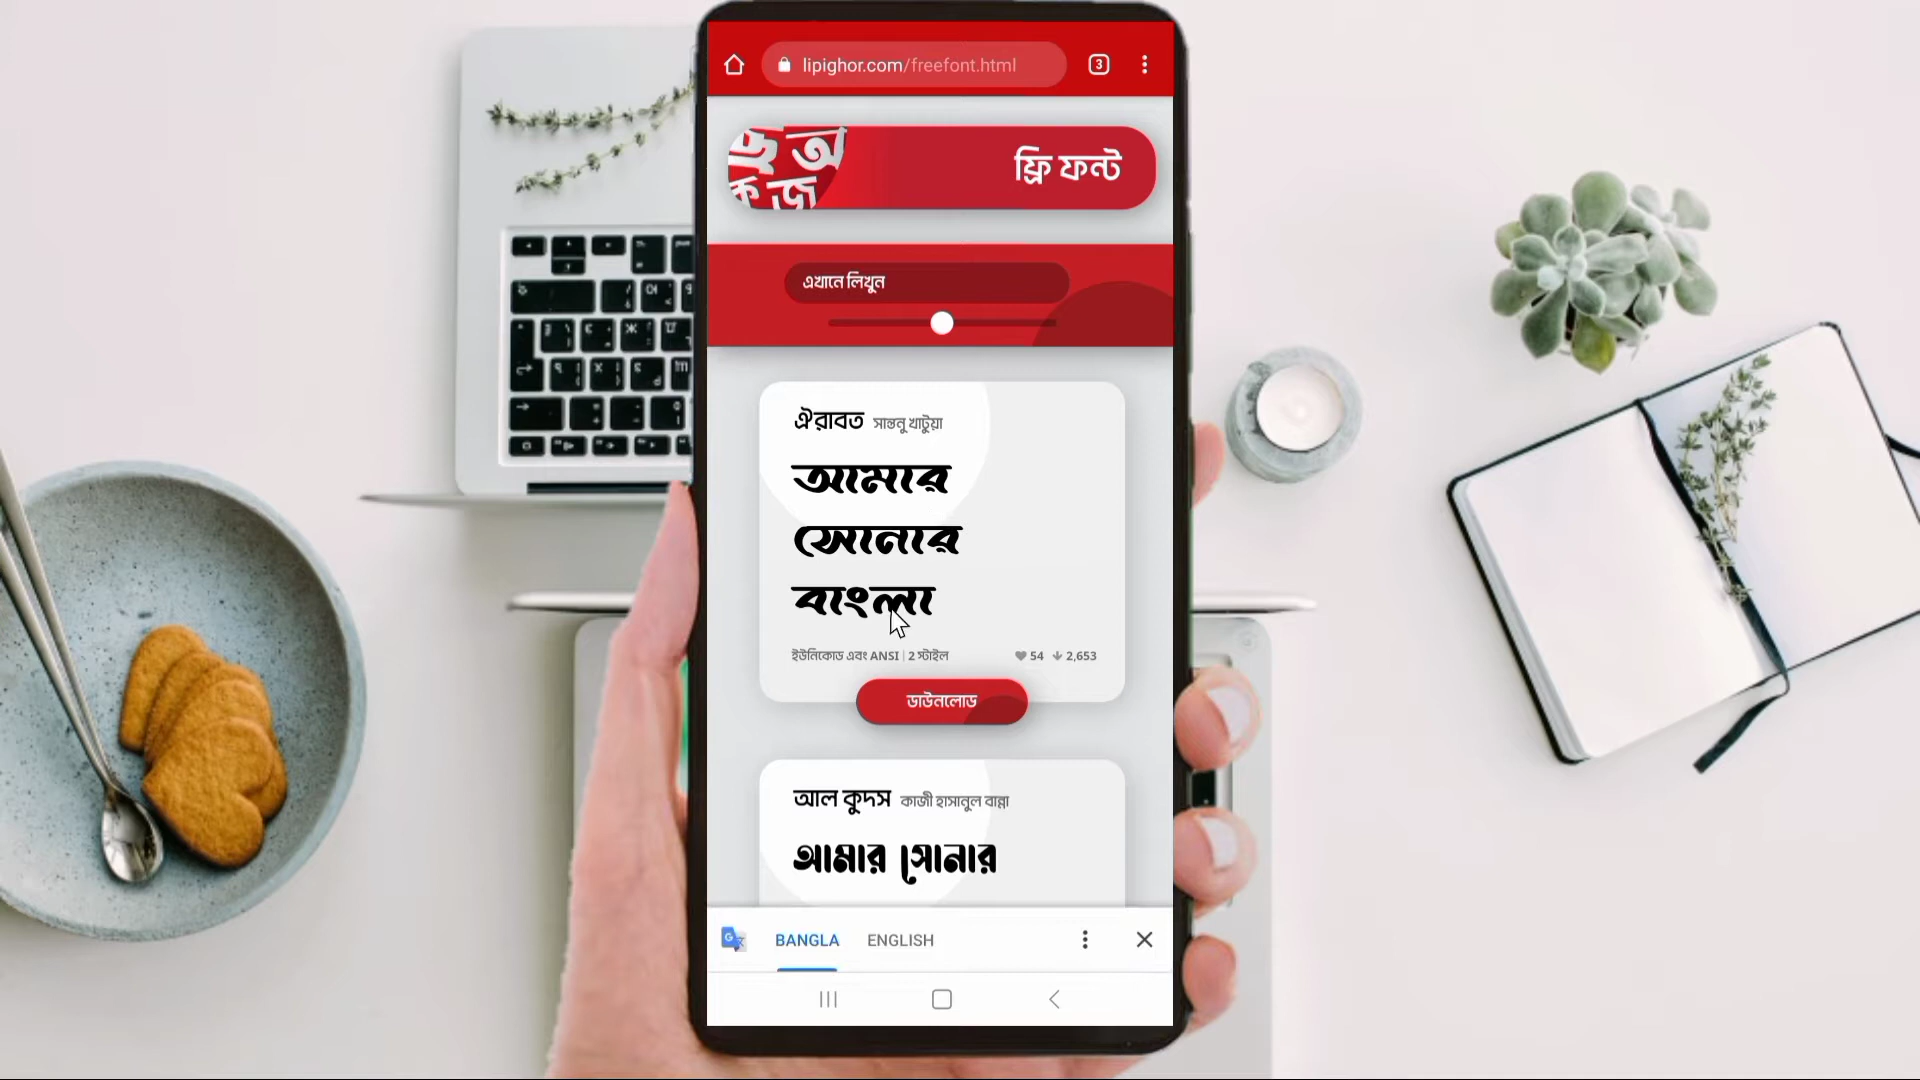 lipighor.com/freefont.html
3
ফ্রি ফন্ট
এখানে লিখুন
ঐরাবত সান্তনু খাটুয়া
আমার
সোনার
বাংলা
ইউনিকোড এবং ANSI | 2 স্টাইল 54 2,653
ডাউনলোড
আল কুদস কাজী হাসানুল বান্না
আমার সোনার
BANGLA ENGLISH